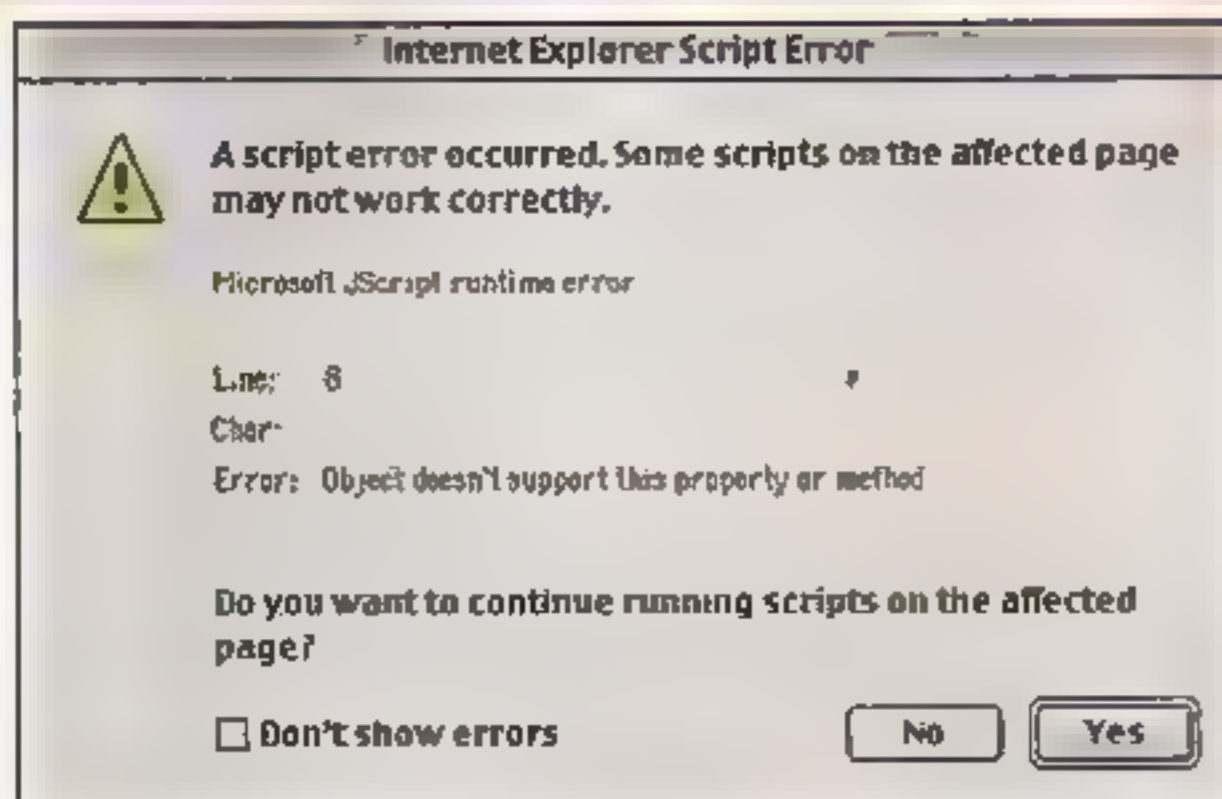 Internet Explorer Script Error
A script error occurred. Some scripts on the affected page
may not work correctly.
Microsoft JScript runtime error
Line: 8
Char:
Error: Object doesn't support this property or method
Do you want to continue running scripts on the affected
page?
Don't show errors
No Yes